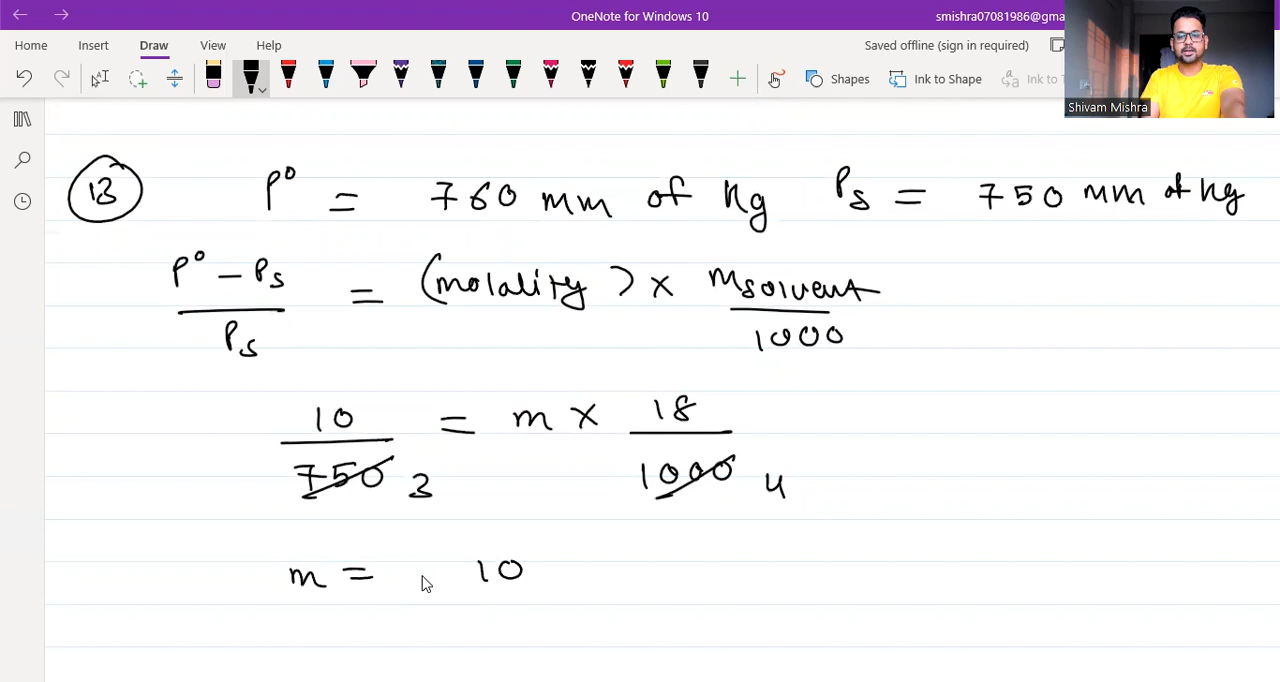 OneNote for Windows 10
smishra07081986@gma
Home Insert Draw View Help
Saved offline (sign in required)
Shapes Ink to Shape Ink to
Shivam Mishra
13 P° = 760 mm of Hg Ps = 750 mm of Hg
P° - Ps = (molality) × Msolvent
Ps 1000
10 = m × 18
750 3 1000 4
m = 10